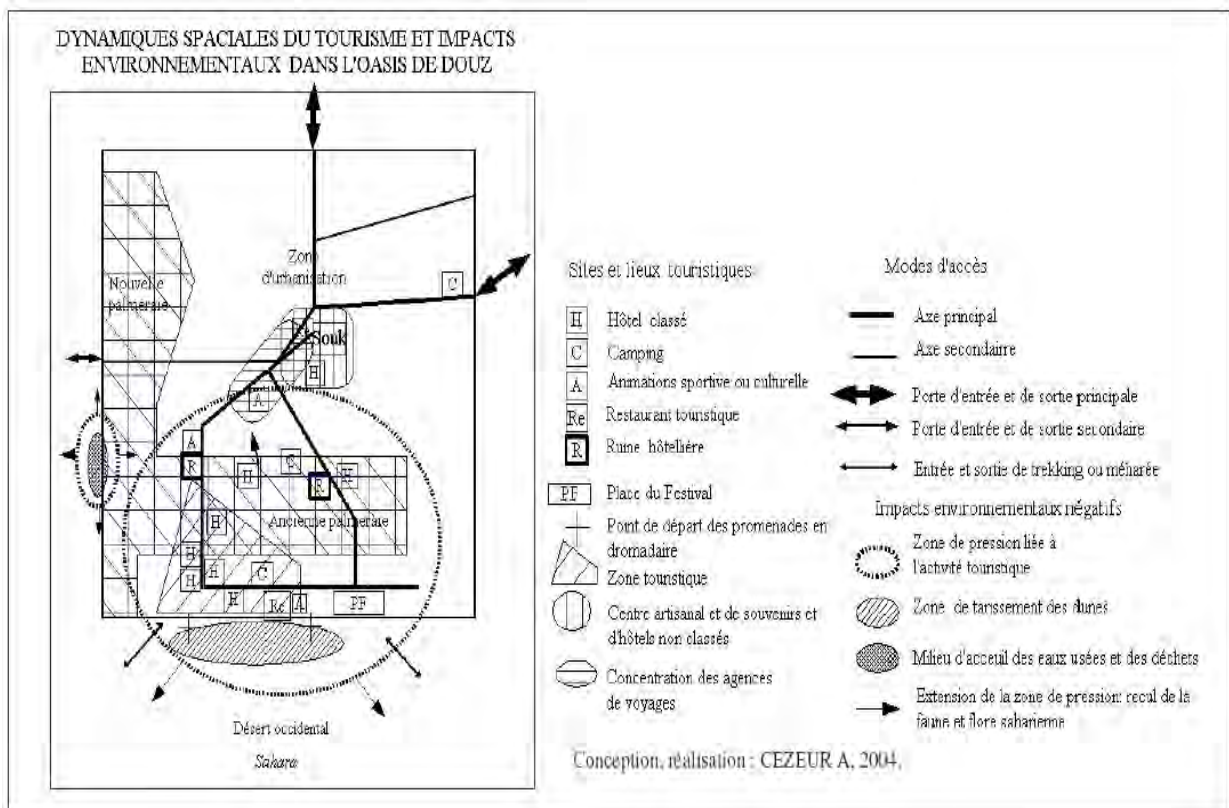 DYNAMIQUES SPACIALES DU TOURISME ET IMPACTS
ENVIRONNEMENTAUX DANS L'OASIS DE DOUZ
Zone
d'urbanisation
Nouvelle
palmeraie
C
Souk
H
A
A
R
H
C
R
H
H
Ancienne palmeraie
H
H
H
C
H
Re
A
PF
Désert occidental
Sahara
Sites et lieux touristiques
H Hôtel classé
C Camping
A Animations sportive ou culturelle
Re Restaurant touristique
R Ruine hôtelière
PF Place du Festival
Point de départ des promenades en
dromadaire
Zone touristique
Centre artisanal et de souvenirs et
d'hôtels non classés
Concentration des agences
de voyages
Modes d'accès
Axe principal
Axe secondaire
Porte d'entrée et de sortie principale
Porte d'entrée et de sortie secondaire
Entrée et sortie de trekking ou méharée
Impacts environnementaux négatifs
Zone de pression liée à
l'activité touristique
Zone de tarissement des dunes
Milieu d'acceuil des eaux usées et des déchets
Extension de la zone de pression: recul de la
faune et flore saharienne
Conception, réalisation : CEZEUR A, 2004.